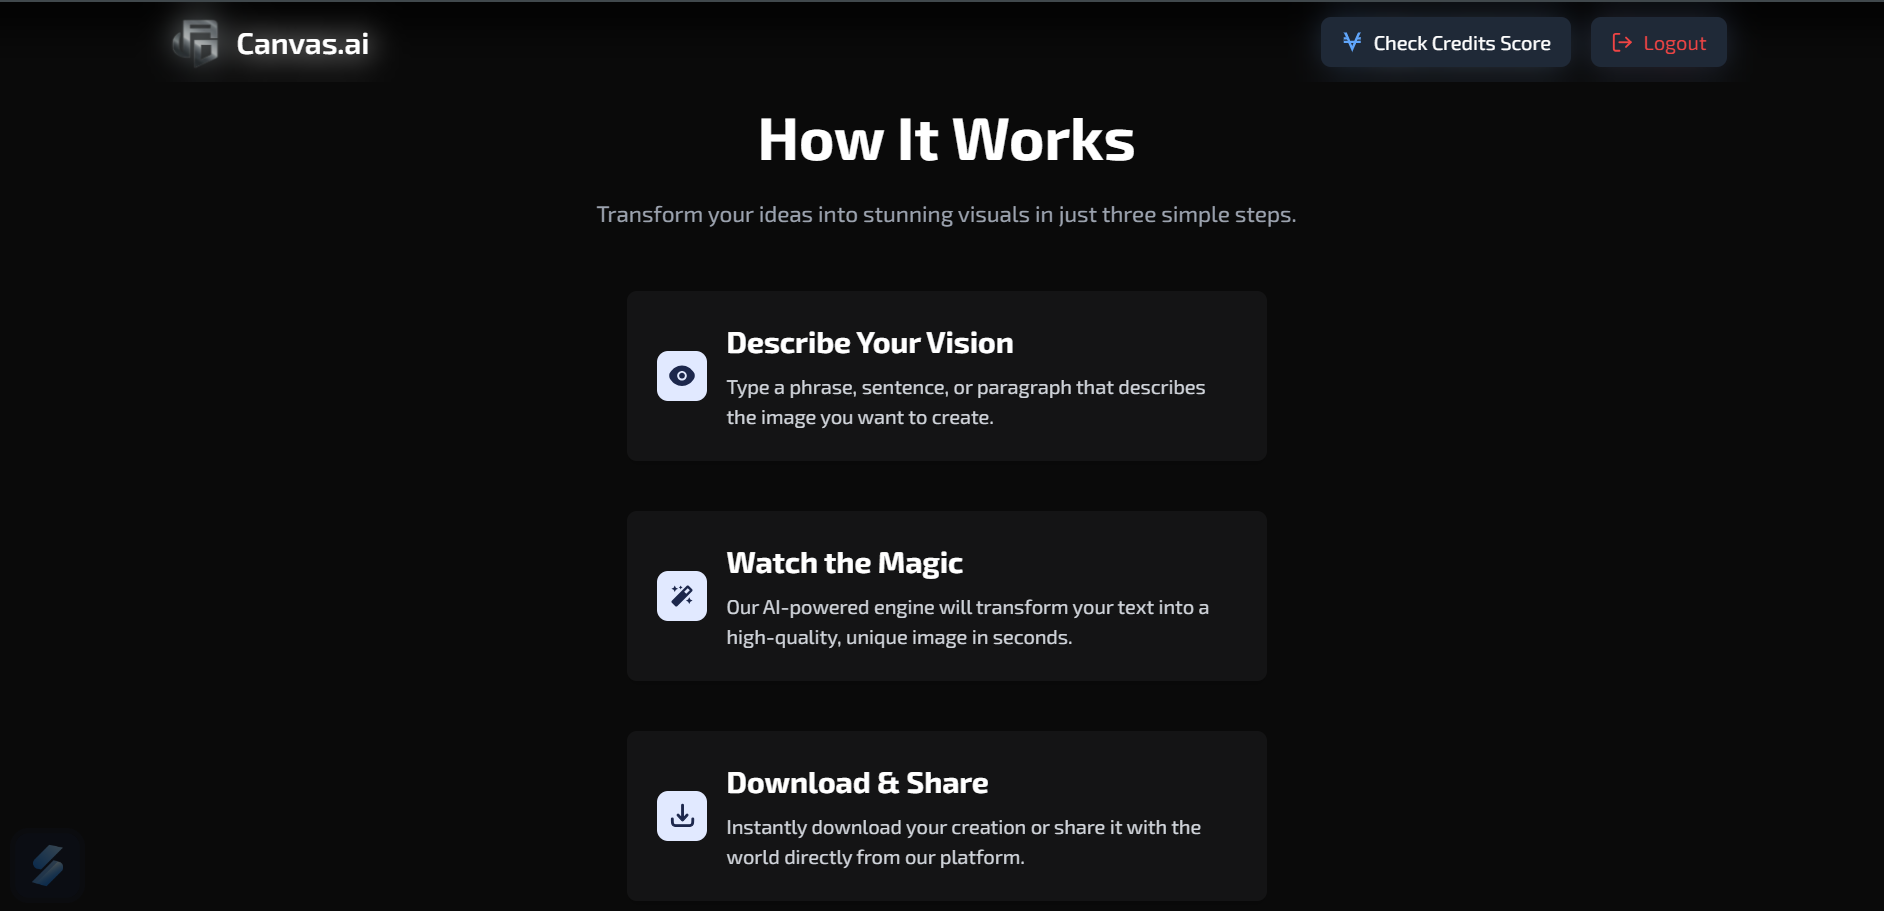 Canvas.ai
Check Credits Score
Logout
How It Works
Transform your ideas into stunning visuals in just three simple steps.
Describe Your Vision
Type a phrase, sentence, or paragraph that describes
the image you want to create.
Watch the Magic
Our AI-powered engine will transform your text into a
high-quality, unique image in seconds.
Download & Share
Instantly download your creation or share it with the
world directly from our platform.